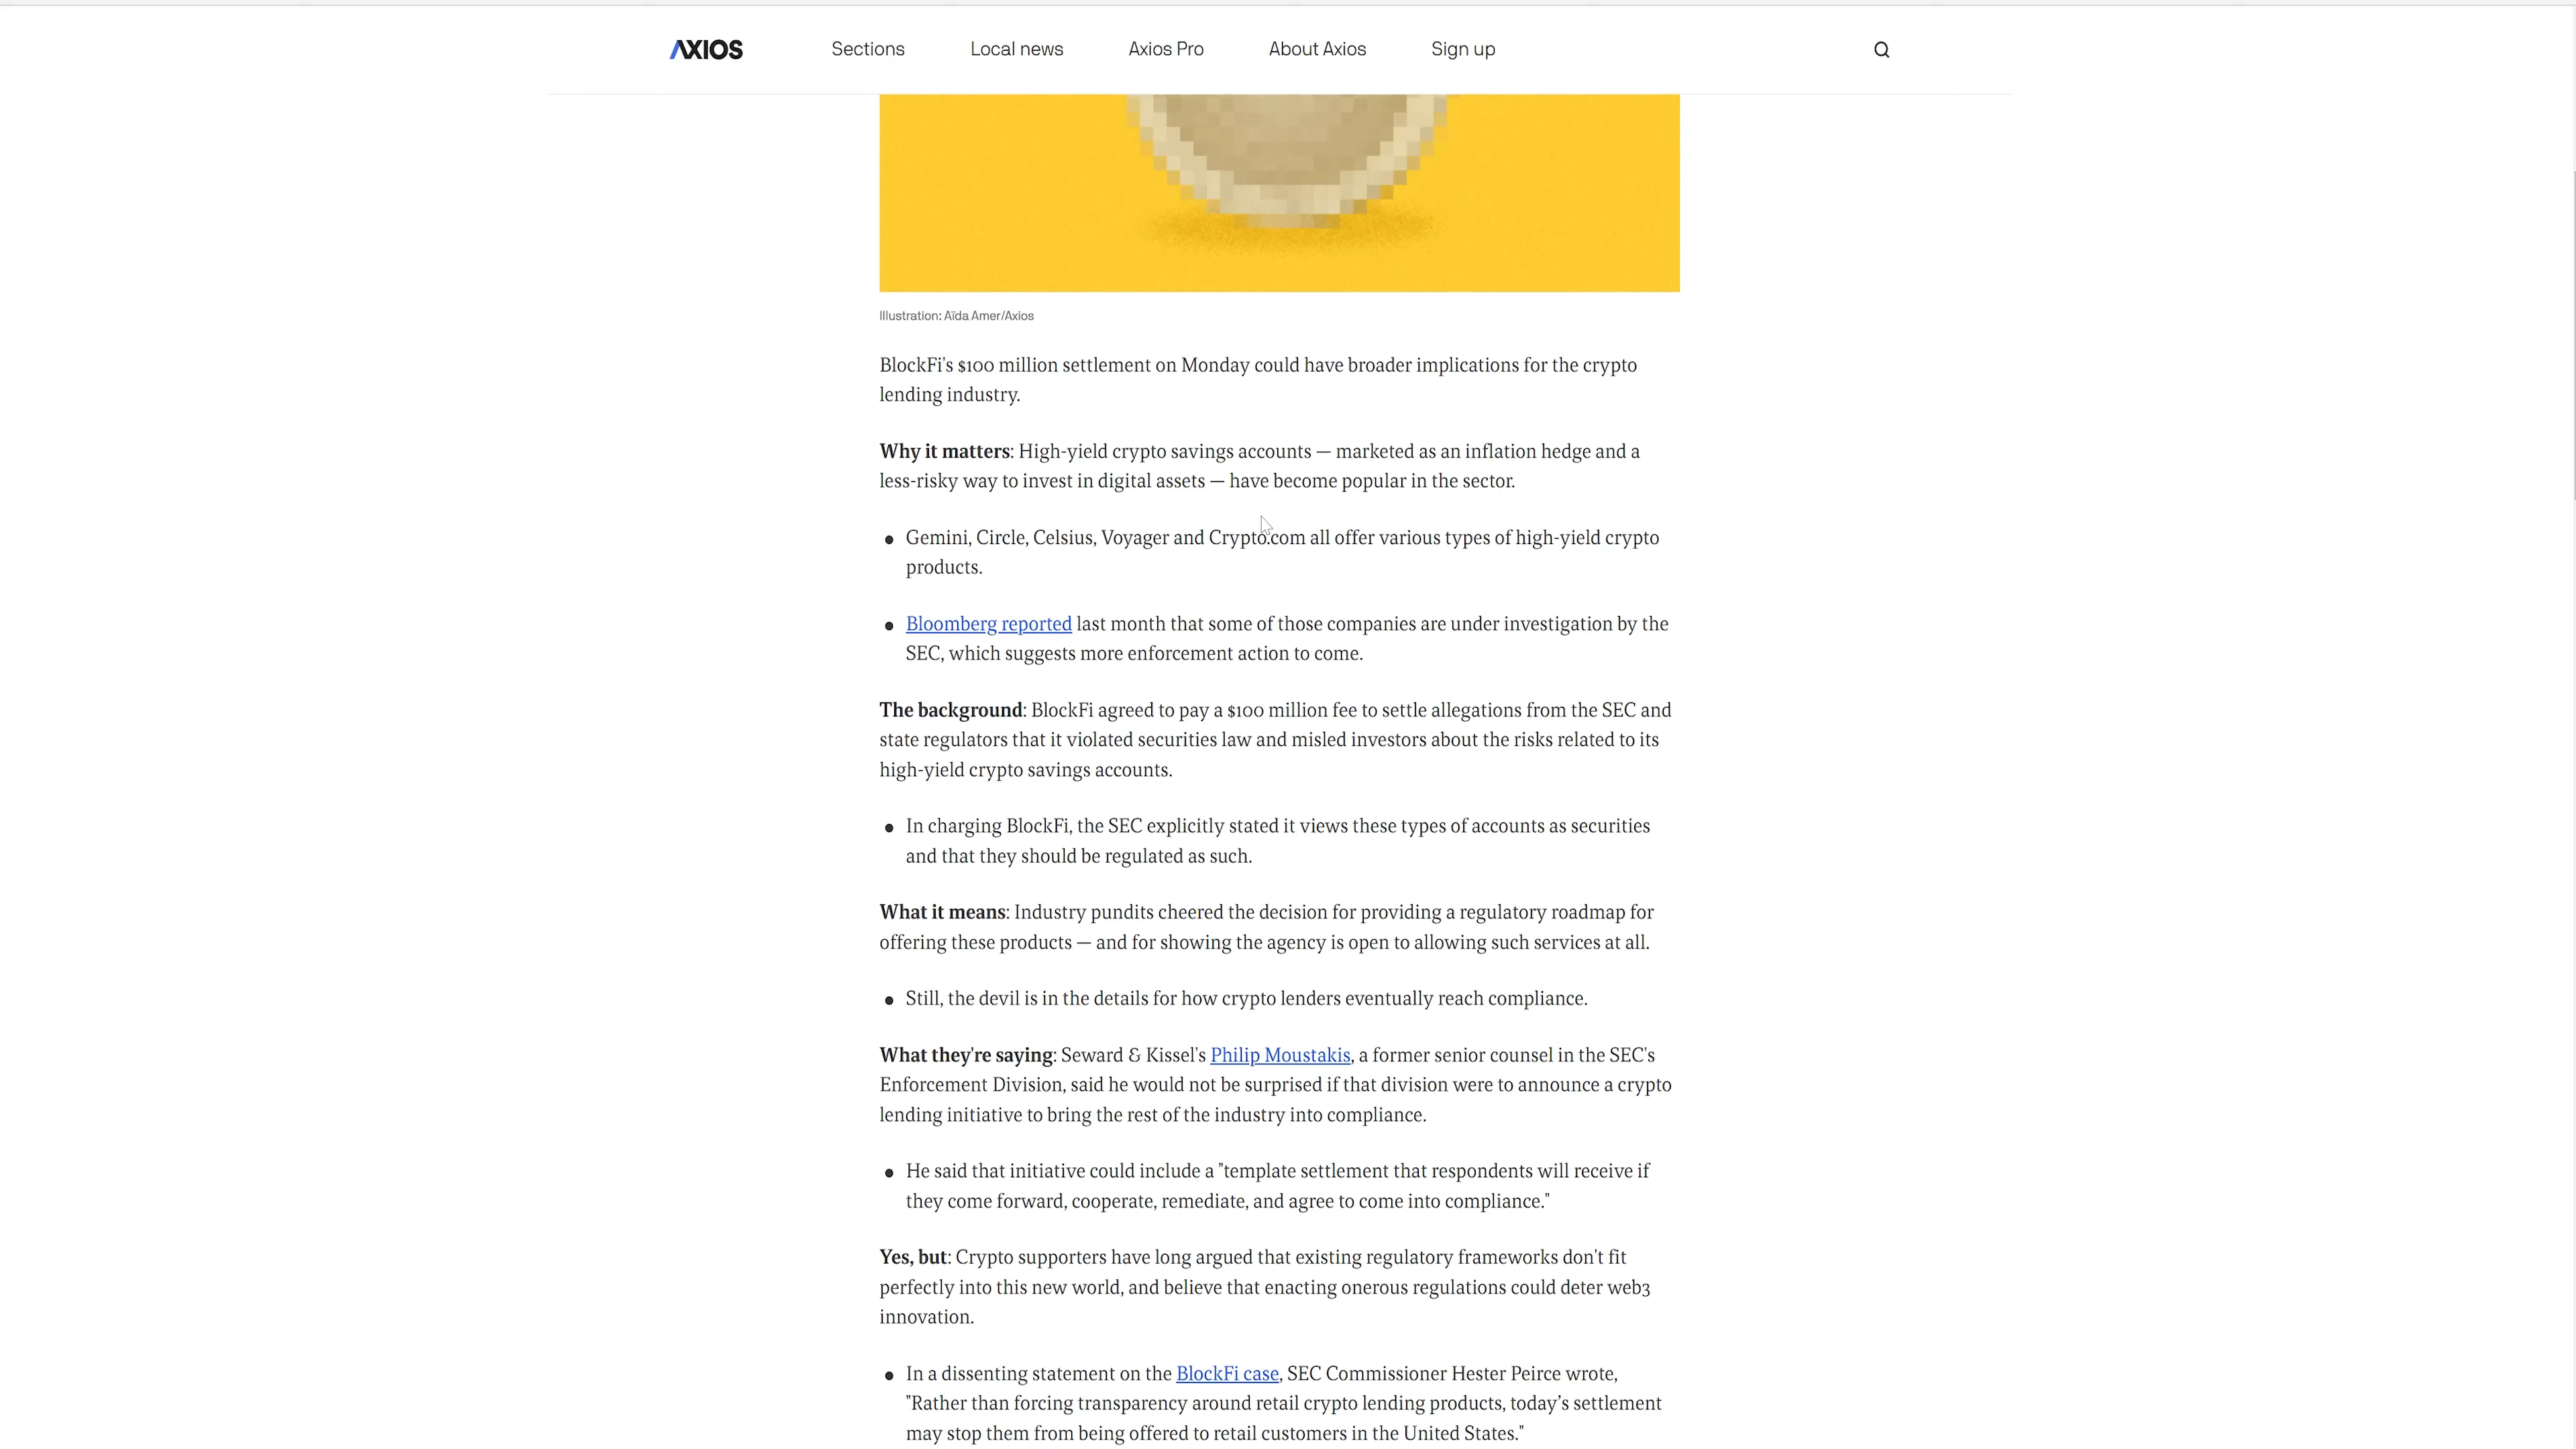 AXIOS
Sections
Local news
Axios Pro
About Axios
Sign up
Illustration: Aïda Amer/Axios
BlockFi's $100 million settlement on Monday could have broader implications for the crypto
lending industry.
Why it matters: High-yield crypto savings accounts — marketed as an inflation hedge and a
less-risky way to invest in digital assets — have become popular in the sector.
• Gemini, Circle, Celsius, Voyager and Crypto.com all offer various types of high-yield crypto
products.
• Bloomberg reported last month that some of those companies are under investigation by the
SEC, which suggests more enforcement action to come.
The background: BlockFi agreed to pay a $100 million fee to settle allegations from the SEC and
state regulators that it violated securities law and misled investors about the risks related to its
high-yield crypto savings accounts.
• In charging BlockFi, the SEC explicitly stated it views these types of accounts as securities
and that they should be regulated as such.
What it means: Industry pundits cheered the decision for providing a regulatory roadmap for
offering these products — and for showing the agency is open to allowing such services at all.
• Still, the devil is in the details for how crypto lenders eventually reach compliance.
What they're saying: Seward & Kissel's Philip Moustakis, a former senior counsel in the SEC's
Enforcement Division, said he would not be surprised if that division were to announce a crypto
lending initiative to bring the rest of the industry into compliance.
• He said that initiative could include a "template settlement that respondents will receive if
they come forward, cooperate, remediate, and agree to come into compliance."
Yes, but: Crypto supporters have long argued that existing regulatory frameworks don't fit
perfectly into this new world, and believe that enacting onerous regulations could deter web3
innovation.
• In a dissenting statement on the BlockFi case, SEC Commissioner Hester Peirce wrote,
"Rather than forcing transparency around retail crypto lending products, today's settlement
may stop them from being offered to retail customers in the United States."